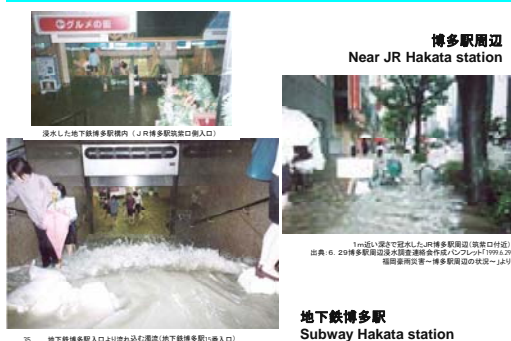 グルメの街
博多駅周辺
Near JR Hakata station
浸水した地下鉄博多駅構内（ＪＲ博多駅筑紫口側入口）
1m近い深さで冠水したJR博多駅周辺(筑紫口付近)
出典:6．29博多駅周辺浸水調査連絡会作成パンフレット「1999.6.29
福岡豪雨災害～博多駅周辺の状況～」より
地下鉄博多駅
Subway Hakata station
35 地下鉄博多駅入口より流れ込む濁流(地下鉄博多駅15番入口)